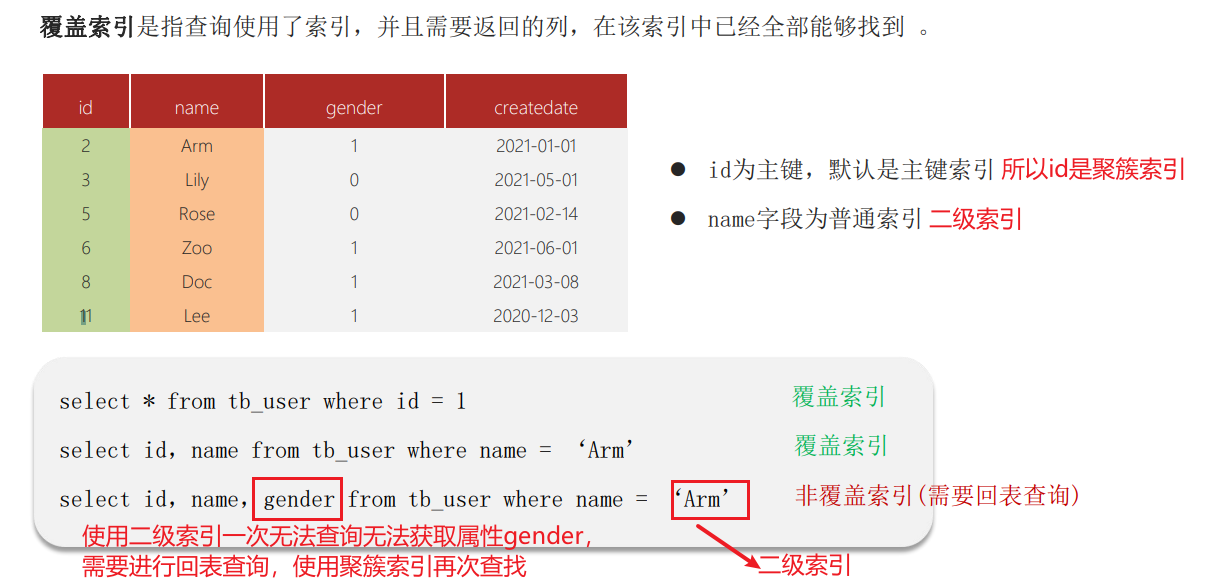 覆盖索引是指查询使用了索引，并且需要返回的列，在该索引中已经全部能够找到 。
id name gender createdate
2 Arm 1 2021-01-01
3 Lily 0 2021-05-01
5 Rose 0 2021-02-14
6 Zoo 1 2021-06-01
8 Doc 1 2021-03-08
11 Lee 1 2020-12-03
● id为主键，默认是主键索引 所以id是聚簇索引
● name字段为普通索引 二级索引
select * from tb_user where id = 1 覆盖索引
select id，name from tb_user where name = ‘Arm’ 覆盖索引
select id，name，gender from tb_user where name = ‘Arm’ 非覆盖索引(需要回表查询)
使用二级索引一次无法查询无法获取属性gender，
需要进行回表查询，使用聚簇索引再次查找
二级索引